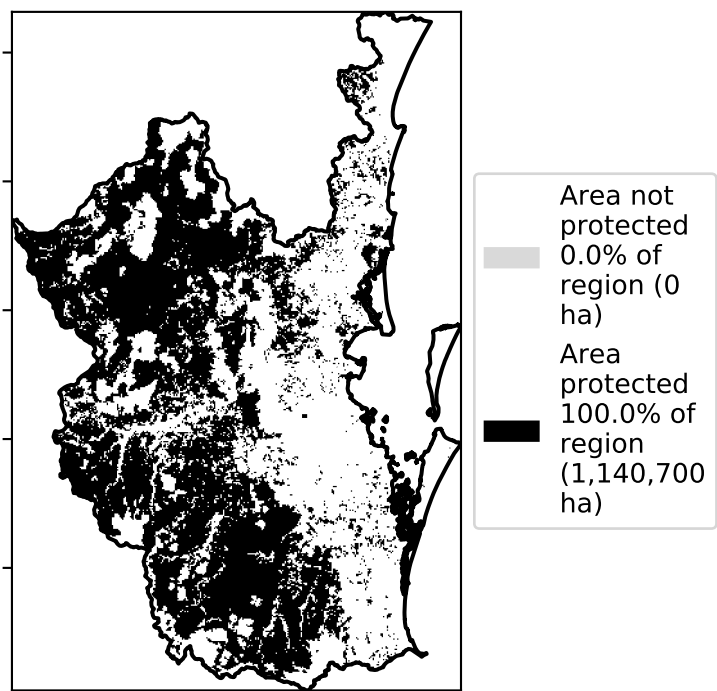 Area not
protected
0.0% of
region (0
ha)
Area
protected
100.0% of
region
(1,140,700
ha)